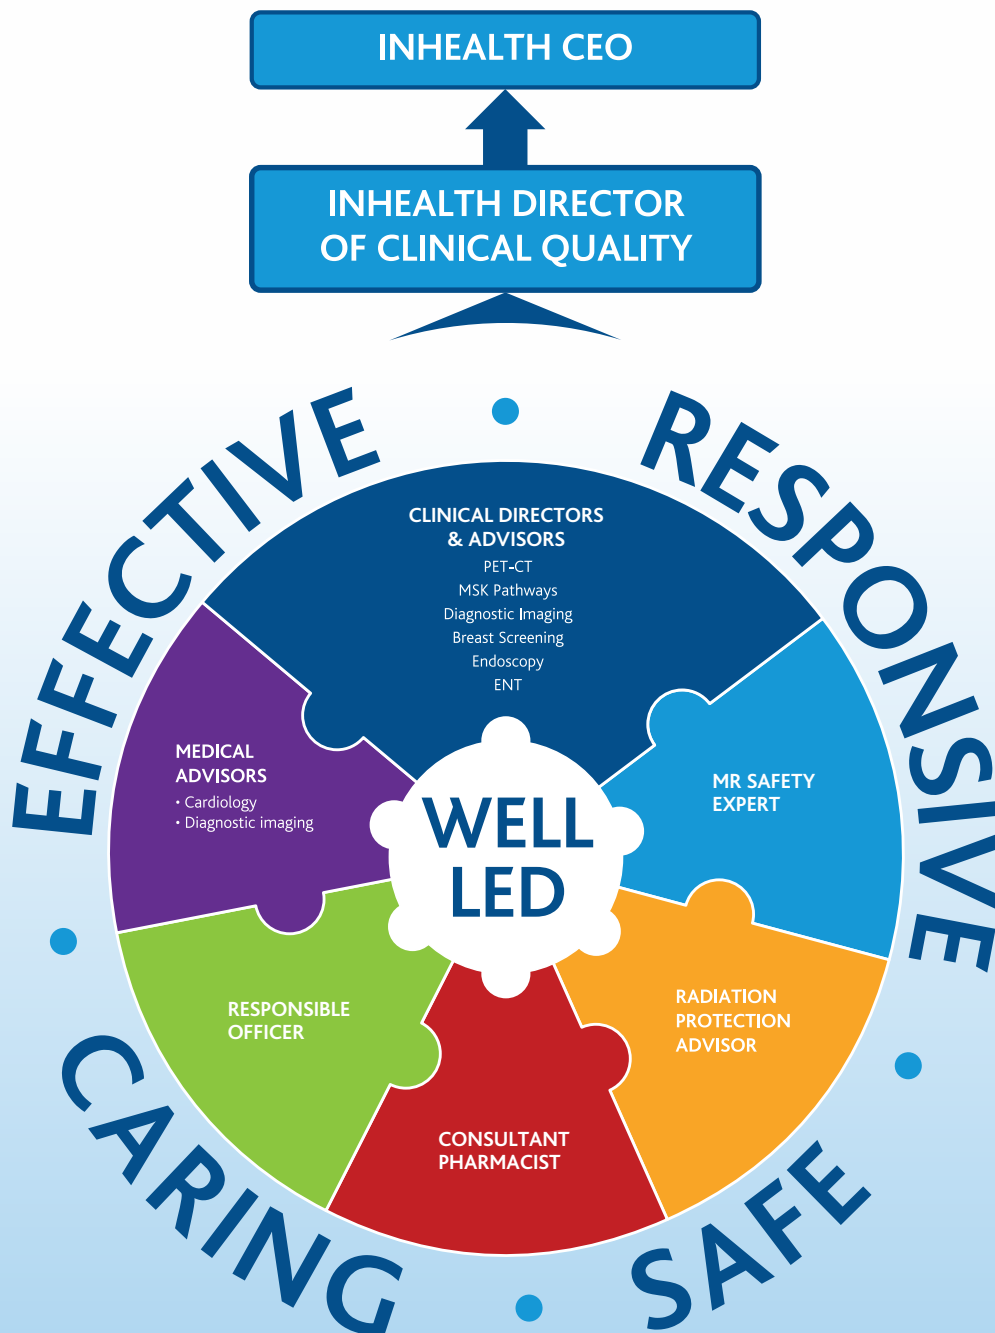 INHEALTH CEO
INHEALTH DIRECTOR
OF CLINICAL QUALITY
EFFECTIVE
RESPONSIVE
CLINICAL DIRECTORS
& ADVISORS
PET-CT
MSK Pathways
Diagnostic Imaging
Breast Screening
Endoscopy
ENT
MEDICAL
ADVISORS
• Cardiology
• Diagnostic imaging
MR SAFETY
EXPERT
WELL
LED
RESPONSIBLE
OFFICER
RADIATION
PROTECTION
ADVISOR
CONSULTANT
PHARMACIST
CARING
SAFE